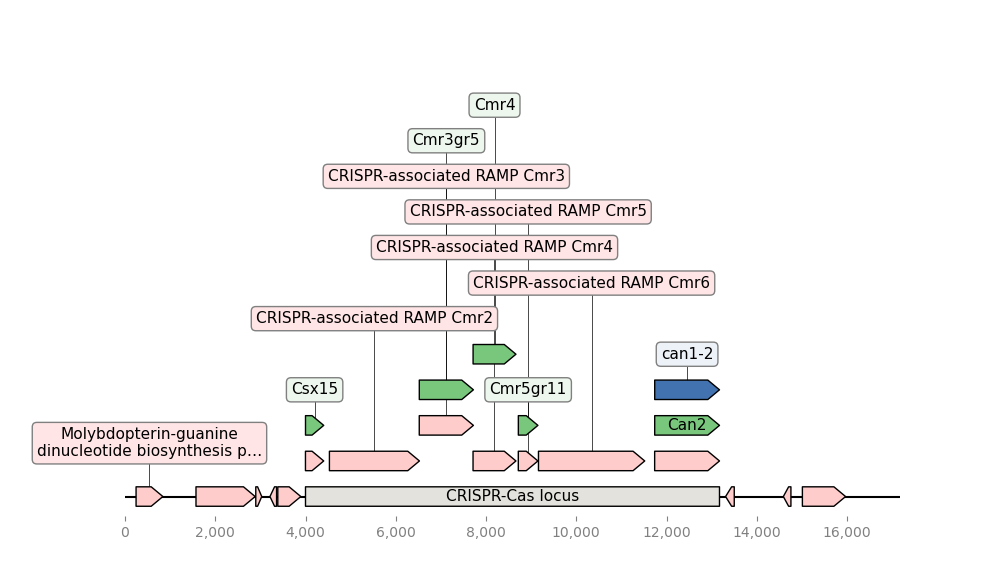 Cmr4
Cmr3gr5
CRISPR-associated RAMP Cmr3
CRISPR-associated RAMP Cmr5
CRISPR-associated RAMP Cmr4
CRISPR-associated RAMP Cmr6
CRISPR-associated RAMP Cmr2
can1-2
Csx15
Cmr5gr11
Can2
Molybdopterin-guanine
dinucleotide biosynthesis p...
CRISPR-Cas locus
0 2,000 4,000 6,000 8,000 10,000 12,000 14,000 16,000